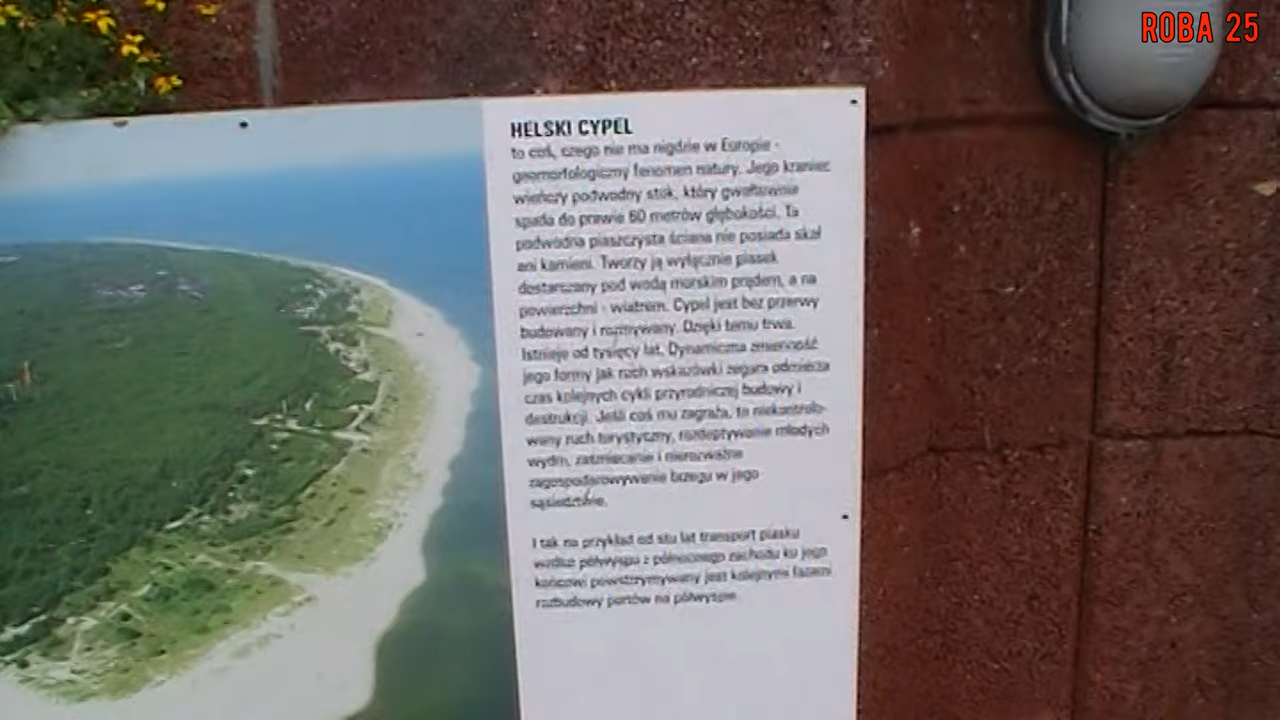 ROBA 25
HELSKI CYPEL
to coś, czego nie ma nigdzie w Europie -
geomorfologiczny fenomen natury. Jego kraniec
wieńczy podwodny stok, który gwałtownie
spada do prawie 60 metrów głębokości. Ta
podwodna piaszczysta ściana nie posiada skał
ani kamieni. Tworzy ją wyłącznie piasek
dostarczany pod wodą morskim prądem, a na
powierzchni - wiatrem. Cypel jest bez przerwy
budowany i rozmywany. Dzięki temu trwa.
Istnieje od tysięcy lat. Dynamiczna zmienność
jego formy jak ruch wskazówki zegara odmierza
czas kolejnych cykli przyrodniczej budowy i
destrukcji. Jeśli coś mu zagraża, to niekontrolo-
wany ruch turystyczny, rozdeptywanie młodych
wydm, zaśmiecanie i nierozważne
zagospodarowywanie brzegu w jego
sąsiedztwie.
I tak na przykład od stu lat transport piasku
wzdłuż półwyspu z północnego zachodu ku jego
końcowi powstrzymywany jest kolejnymi fazami
rozbudowy portów na półwyspie.